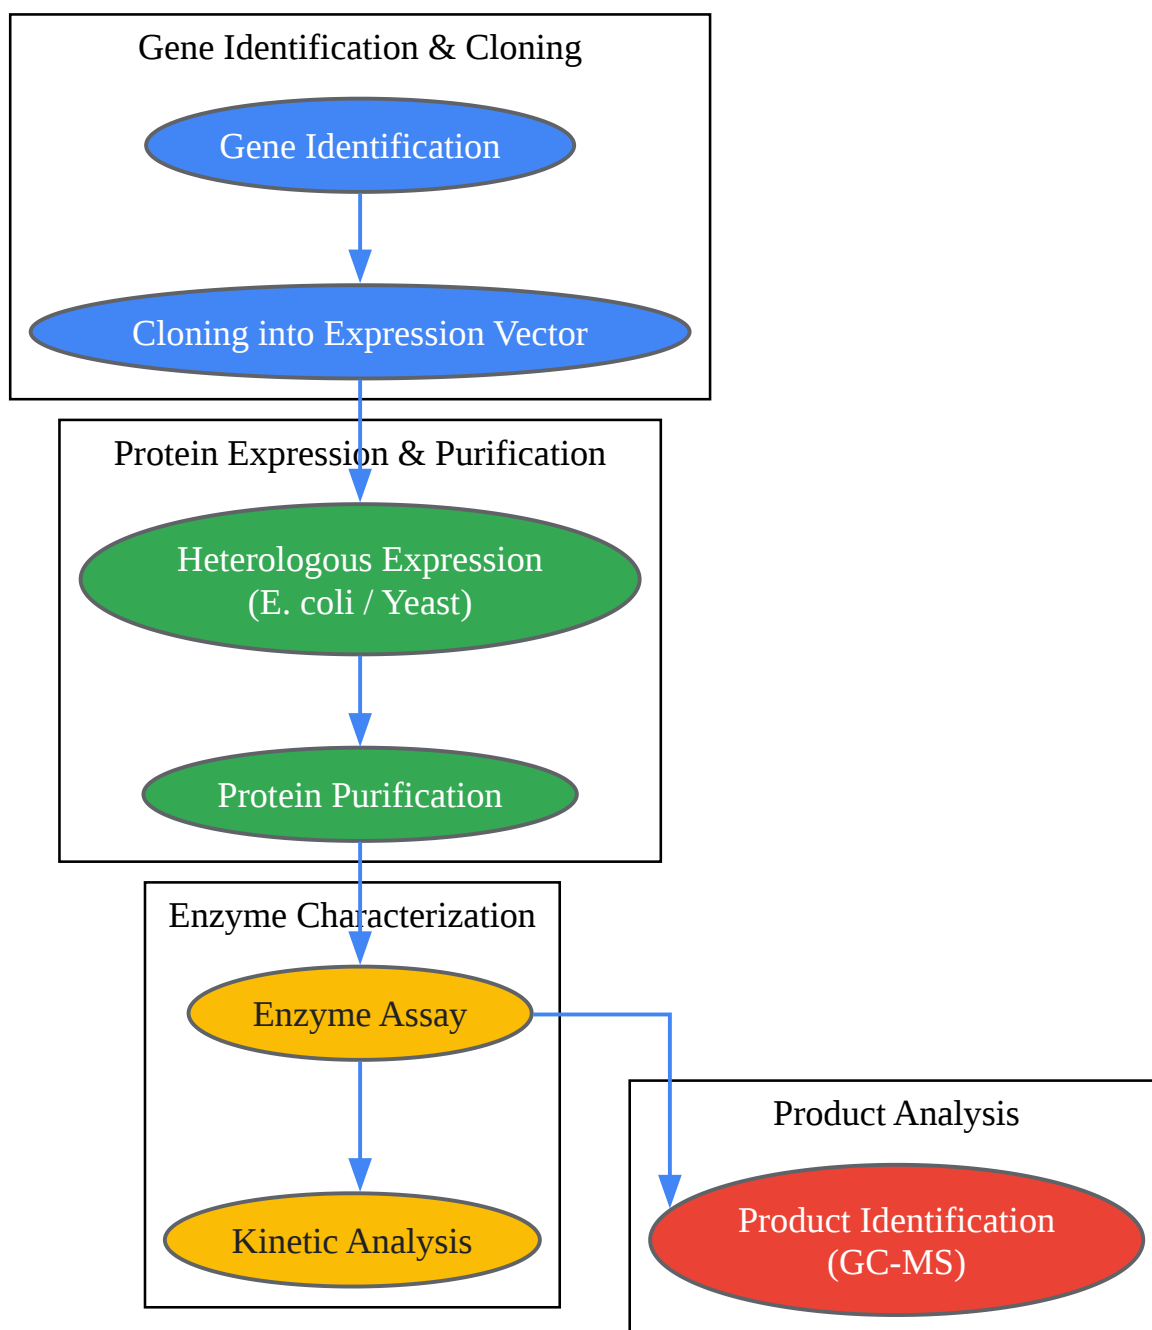 Gene Identification & Cloning
Gene Identification
Cloning into Expression Vector
Protein Expression & Purification
Heterologous Expression
(E. coli / Yeast)
Protein Purification
Enzyme Characterization
Enzyme Assay
Kinetic Analysis
Product Analysis
Product Identification
(GC-MS)